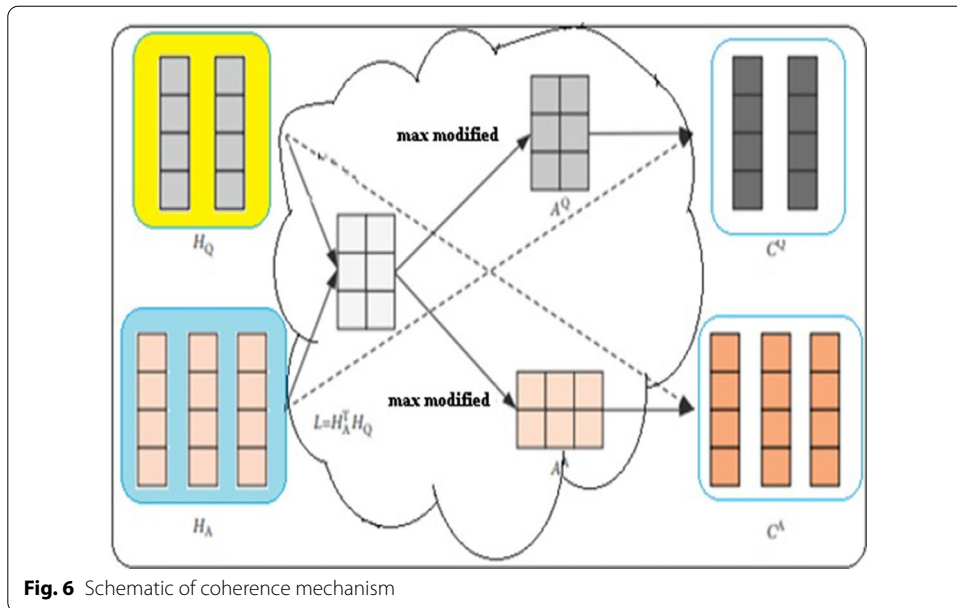 max modified
A^Q
H_Q
C^Q
max modified
L=H_A^T H_Q
A^A
H_A
C^A
Fig. 6 Schematic of coherence mechanism